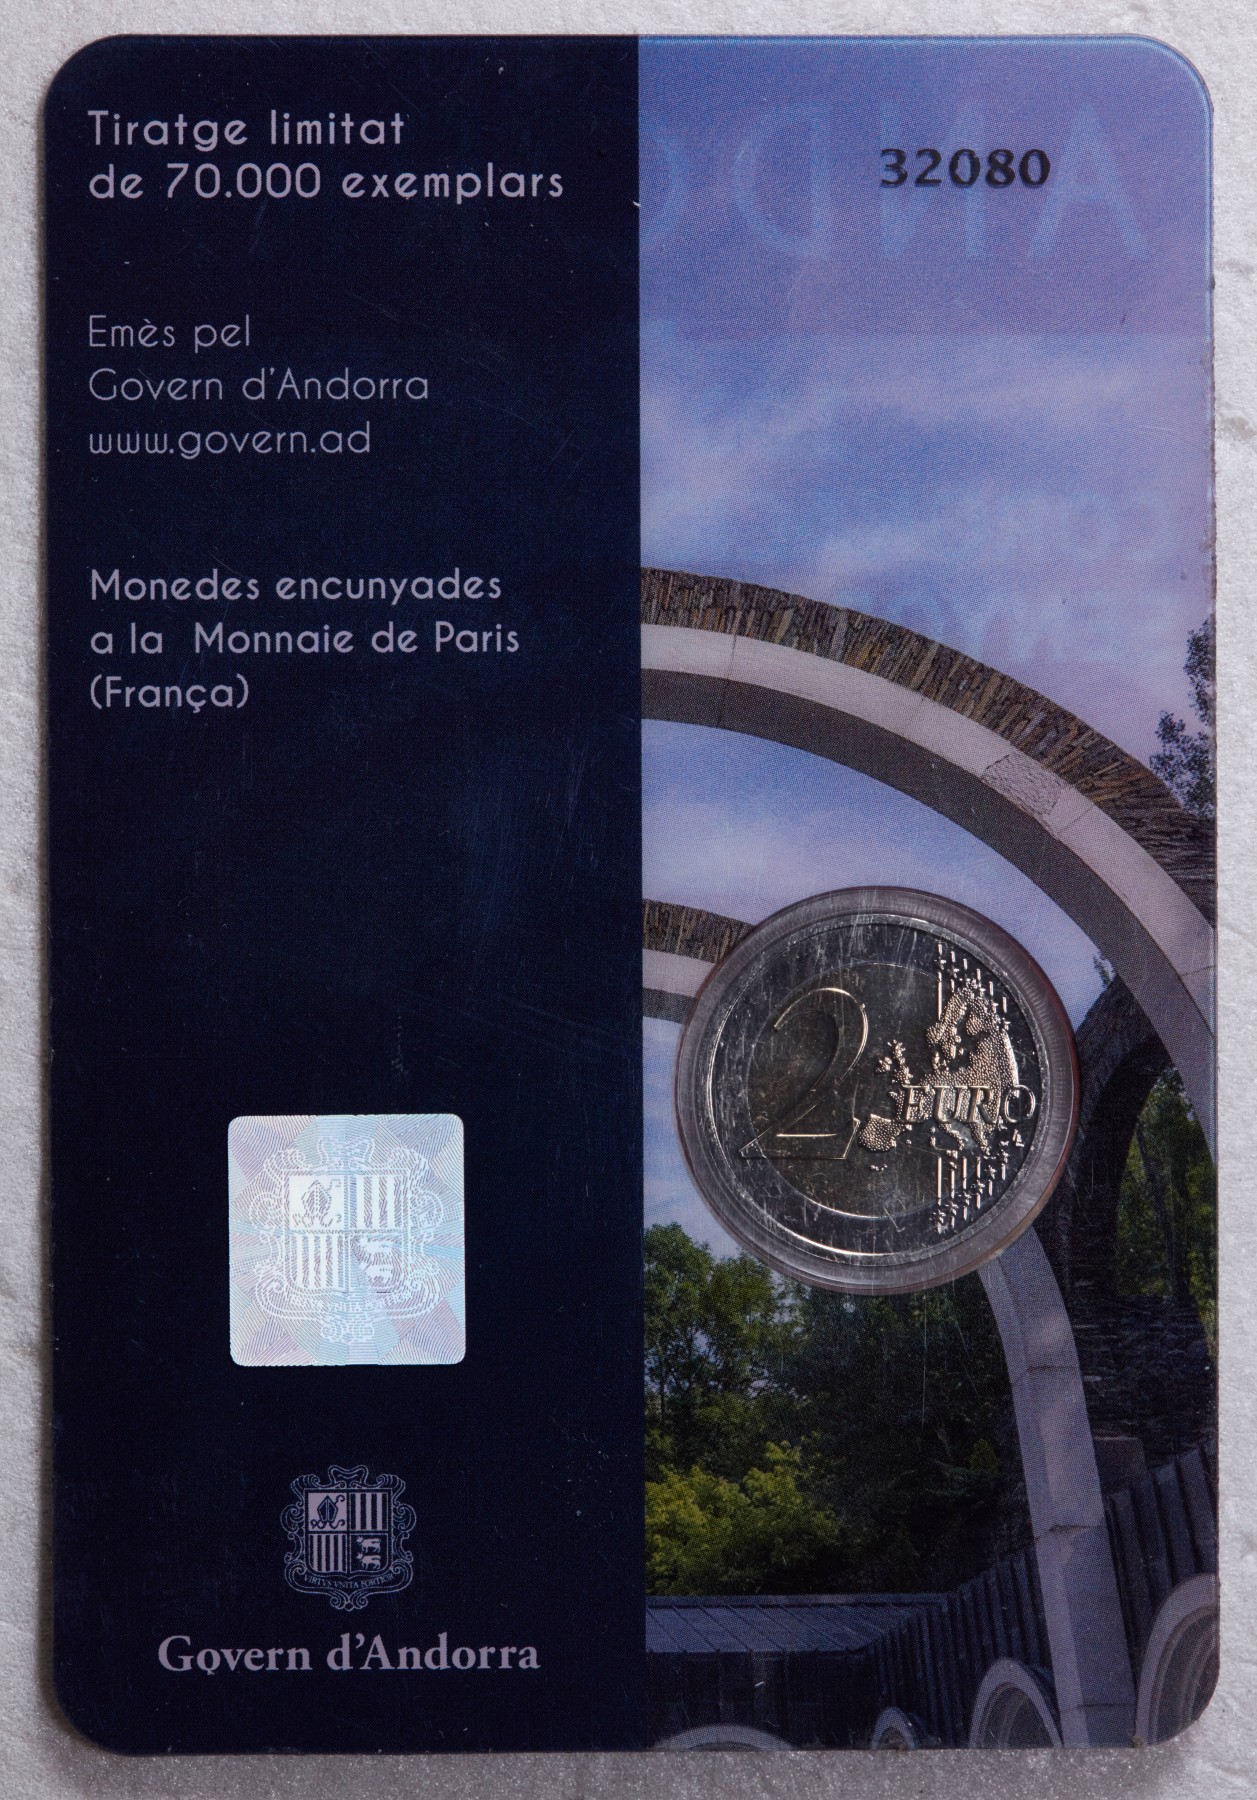 Tiratge limitat
de 70.000 exemplars
32080
Emès pel
Govern d'Andorra
www.govern.ad
Monedes encunyades
a la Monnaie de Paris
(França)
2 EURO
VIRTVS VNITA FORTIOR
Govern d'Andorra